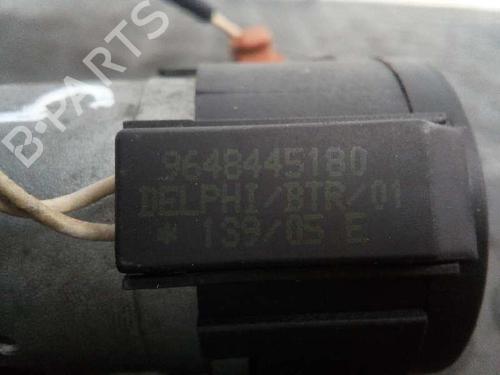 B-PARTS
9648445180
DELPHI/BTR/01
* 139/05 E